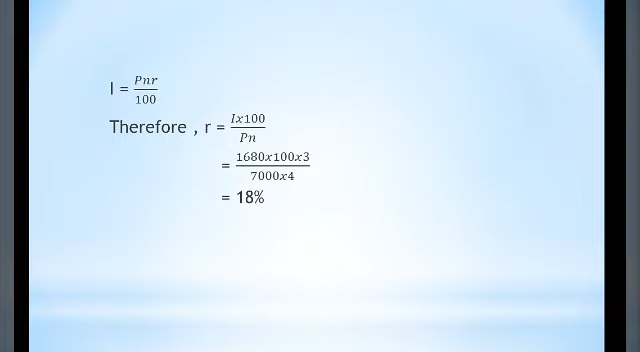 I = Pnr/100
Therefore , r = Ix100/Pn
= 1680x100x3/7000x4
= 18%